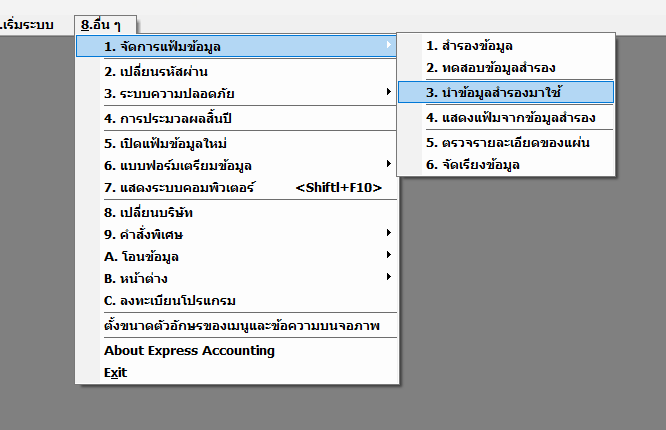 .เริ่มระบบ
8.อื่น ๆ
1. จัดการแฟ้มข้อมูล
2. เปลี่ยนรหัสผ่าน
3. ระบบความปลอดภัย
4. การประมวลผลสิ้นปี
5. เปิดแฟ้มข้อมูลใหม่
6. แบบฟอร์มเตรียมข้อมูล
7. แสดงระบบคอมพิวเตอร์ <Shiftl+F10>
8. เปลี่ยนบริษัท
9. คำสั่งพิเศษ
A. โอนข้อมูล
B. หน้าต่าง
C. ลงทะเบียนโปรแกรม
ตั้งขนาดตัวอักษรของเมนูและข้อความบนจอภาพ
About Express Accounting
Exit
1. สำรองข้อมูล
2. ทดสอบข้อมูลสำรอง
3. นำข้อมูลสำรองมาใช้
4. แสดงแฟ้มจากข้อมูลสำรอง
5. ตรวจรายละเอียดของแผ่น
6. จัดเรียงข้อมูล